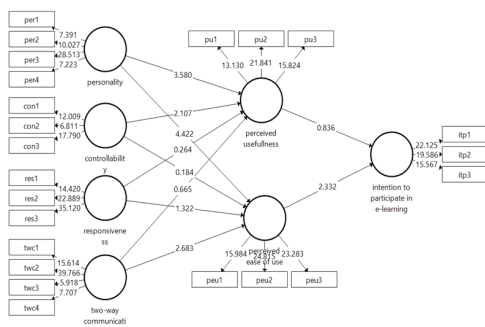 per1
per2
per3
per4
7.391
10.027
28.513
7.223
personality
con1
con2
con3
12.009
6.811
17.790
controllabilit
y
res1
res2
res3
14.420
22.889
35.120
responsivene
ss
twc1
twc2
twc3
twc4
15.614
39.766
5.918
7.707
two-way
communicati
3.580
2.107
4.422
0.264
0.184
0.665
1.322
2.683
pu1
pu2
pu3
13.130
21.841
15.824
perceived
usefulness
perceived
ease of use
15.984
24.815
23.283
peu1
peu2
peu3
0.836
2.332
intention to
participate in
e-learning
22.125
19.586
15.567
itp1
itp2
itp3